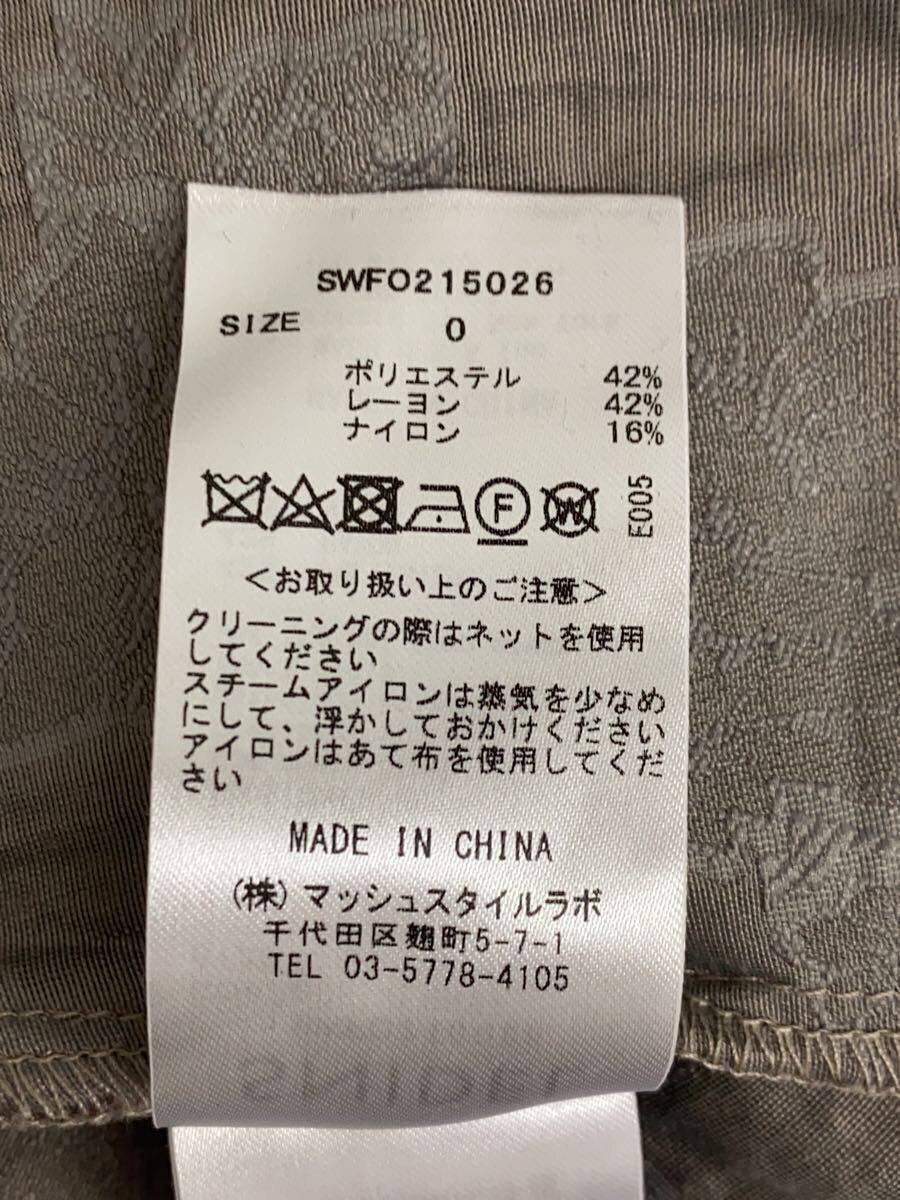 SWFO215026
SIZE 0
ポリエステル 42%
レーヨン 42%
ナイロン 16%
F W E005
<お取り扱い上のご注意>
クリーニングの際はネットを使用
してください
スチームアイロンは蒸気を少なめ
にして、浮かしておかけください
アイロンはあて布を使用してくだ
さい
MADE IN CHINA
(株)マッシュスタイルラボ
千代田区麹町5-7-1
TEL 03-5778-4105